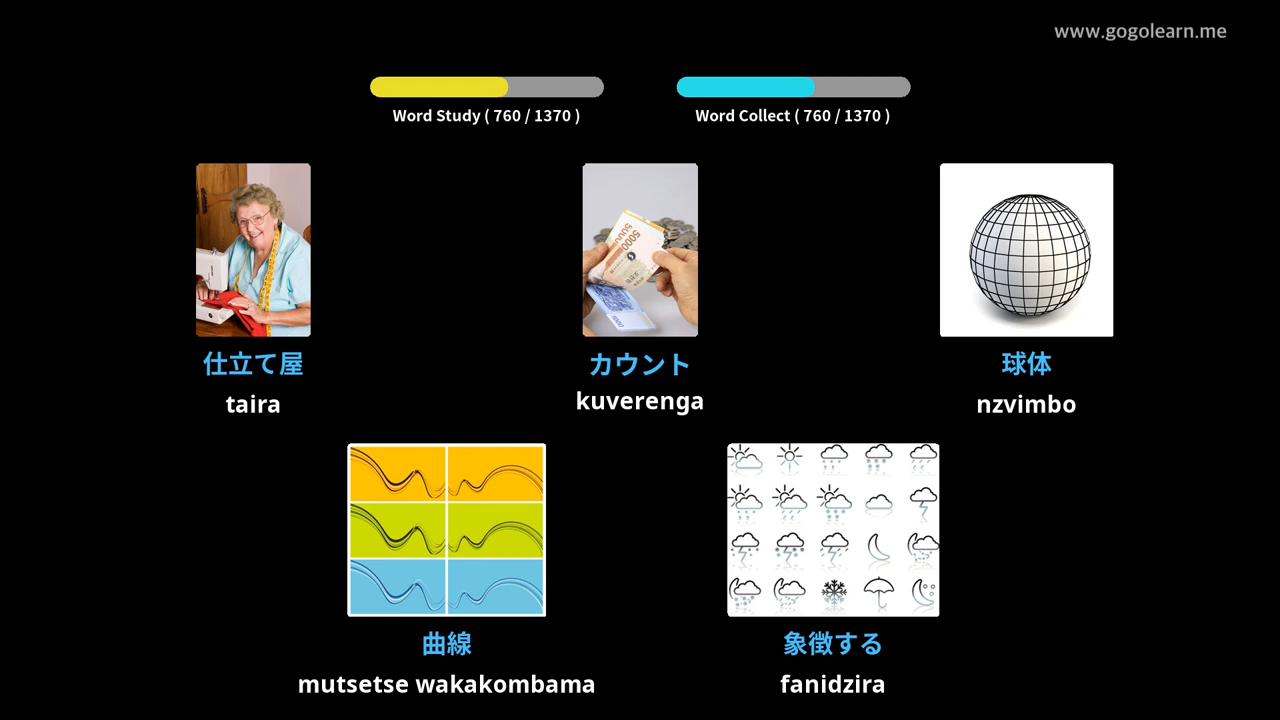 www.gogolearn.me
Word Study ( 760 / 1370 )
Word Collect ( 760 / 1370 )
仕立て屋
taira
カウント
kuverenga
球体
nzvimbo
曲線
mutsetse wakakombama
象徴する
fanidzira